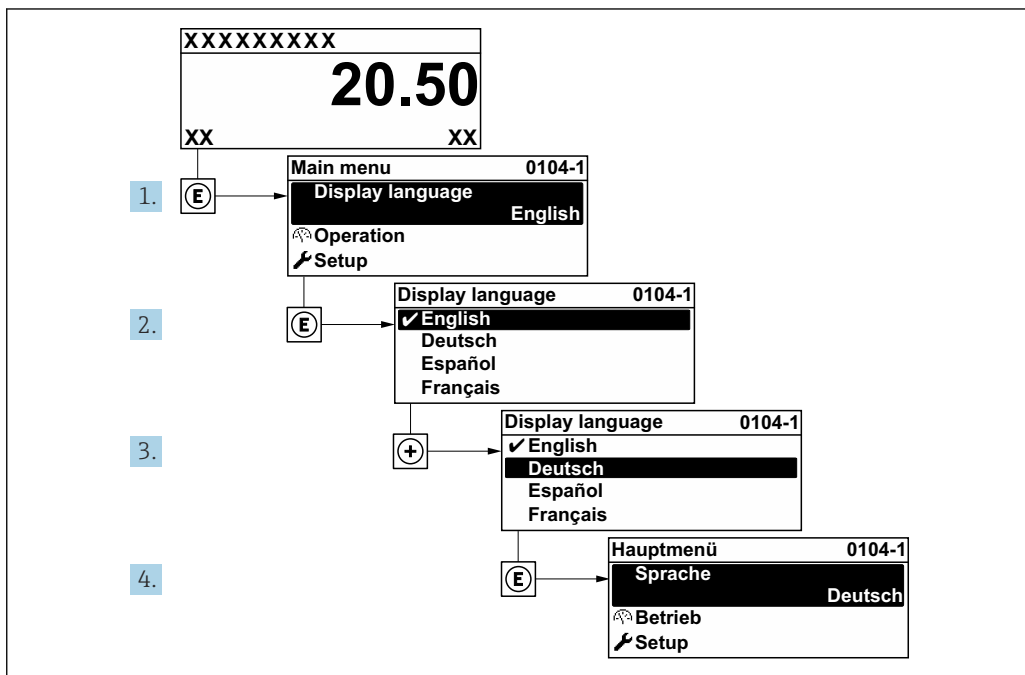 XXXXXXXXX
20.50
XX XX
1. E
Main menu 0104-1
Display language
English
Operation
Setup
2. E
Display language 0104-1
✔English
Deutsch
Español
Français
3. +
Display language 0104-1
✔English
Deutsch
Español
Français
4. E
Hauptmenü 0104-1
Sprache
Deutsch
Betrieb
Setup